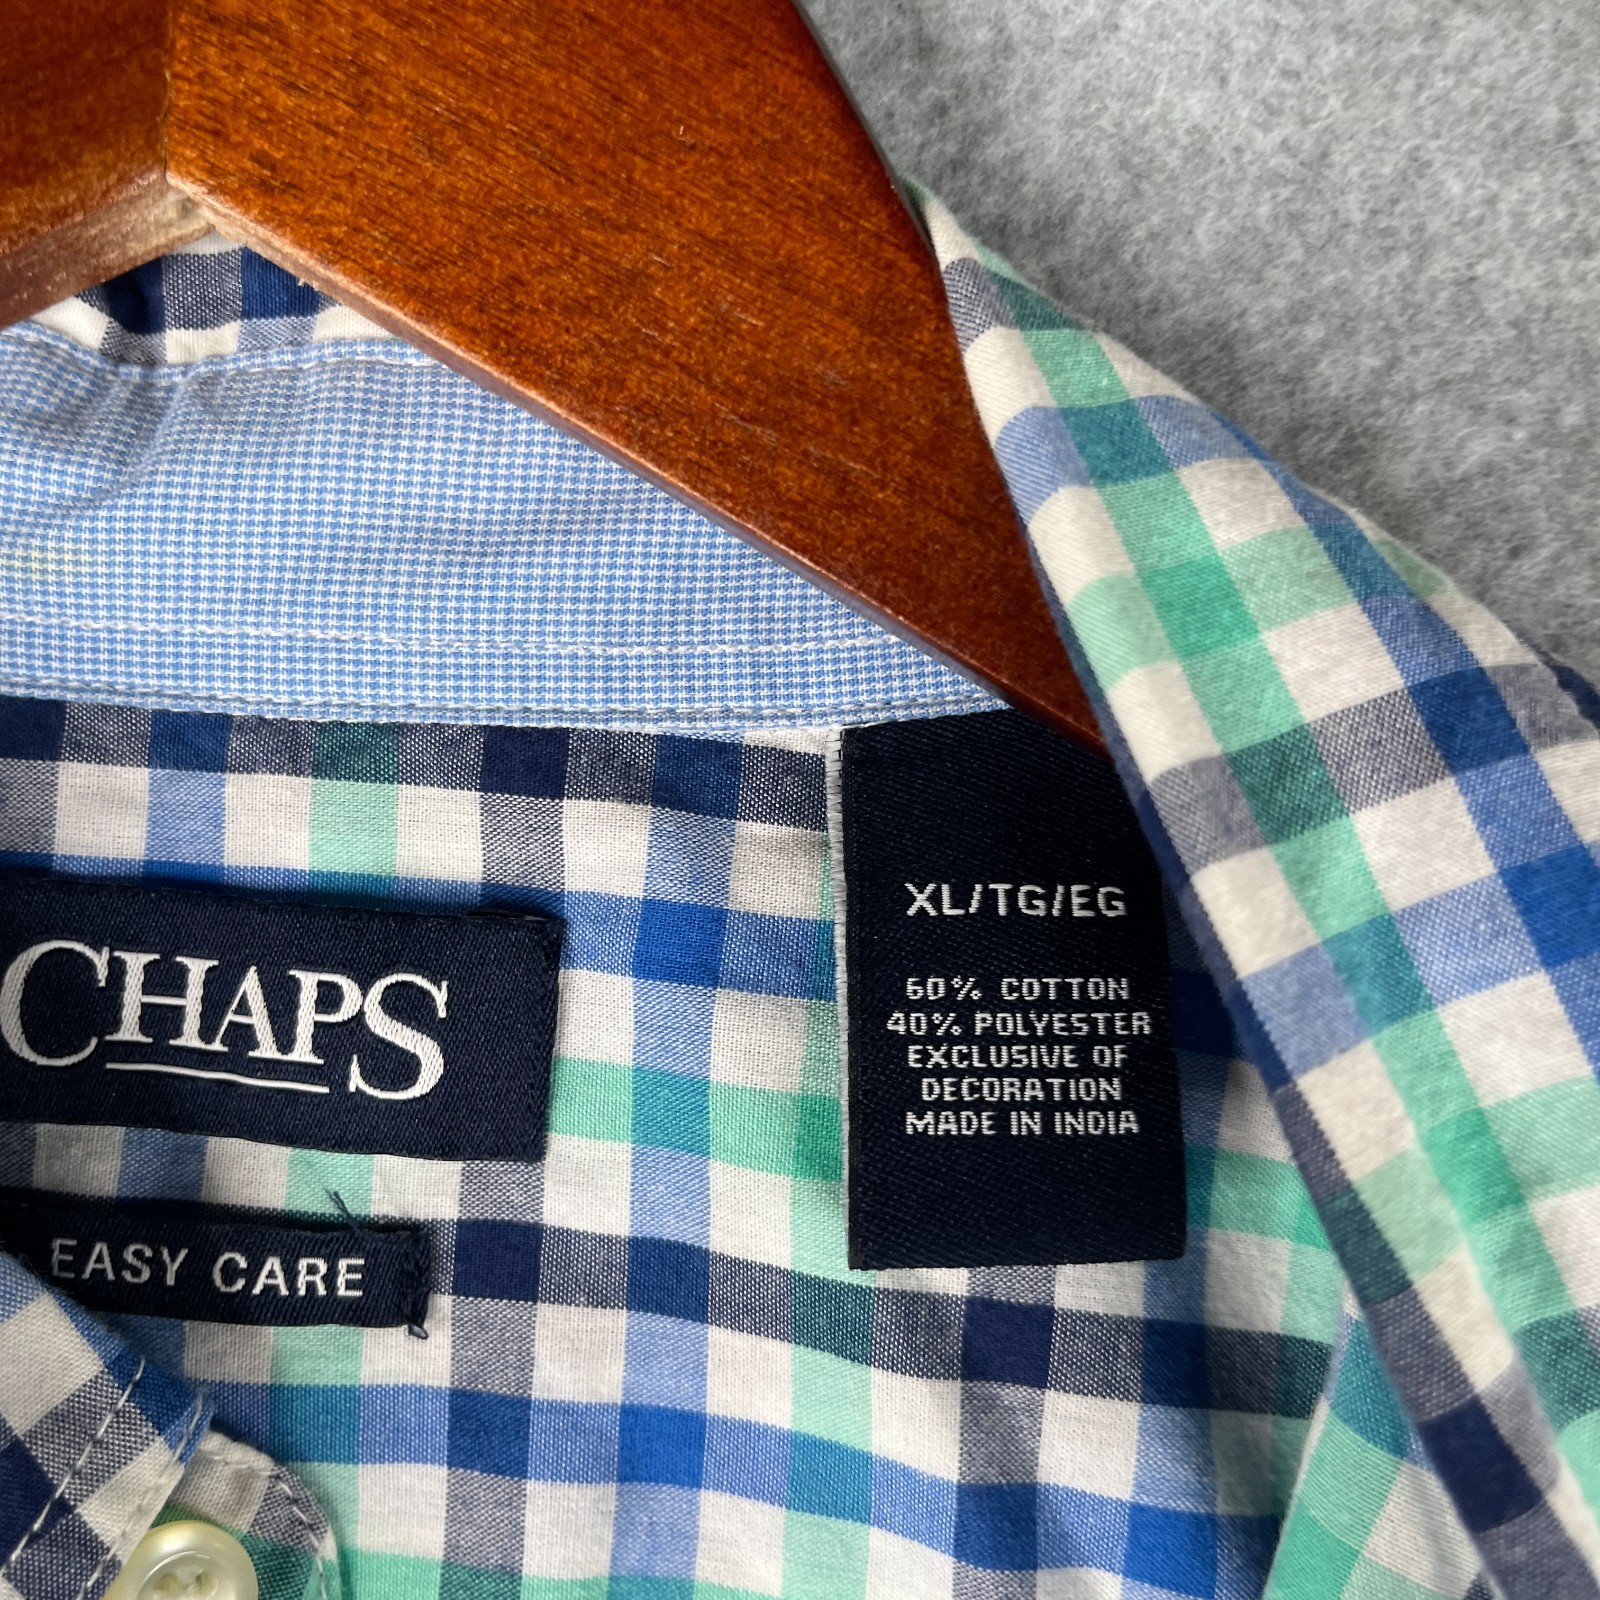 CHAPS
EASY CARE
XL/TG/EG
60% COTTON
40% POLYESTER
EXCLUSIVE OF
DECORATION
MADE IN INDIA